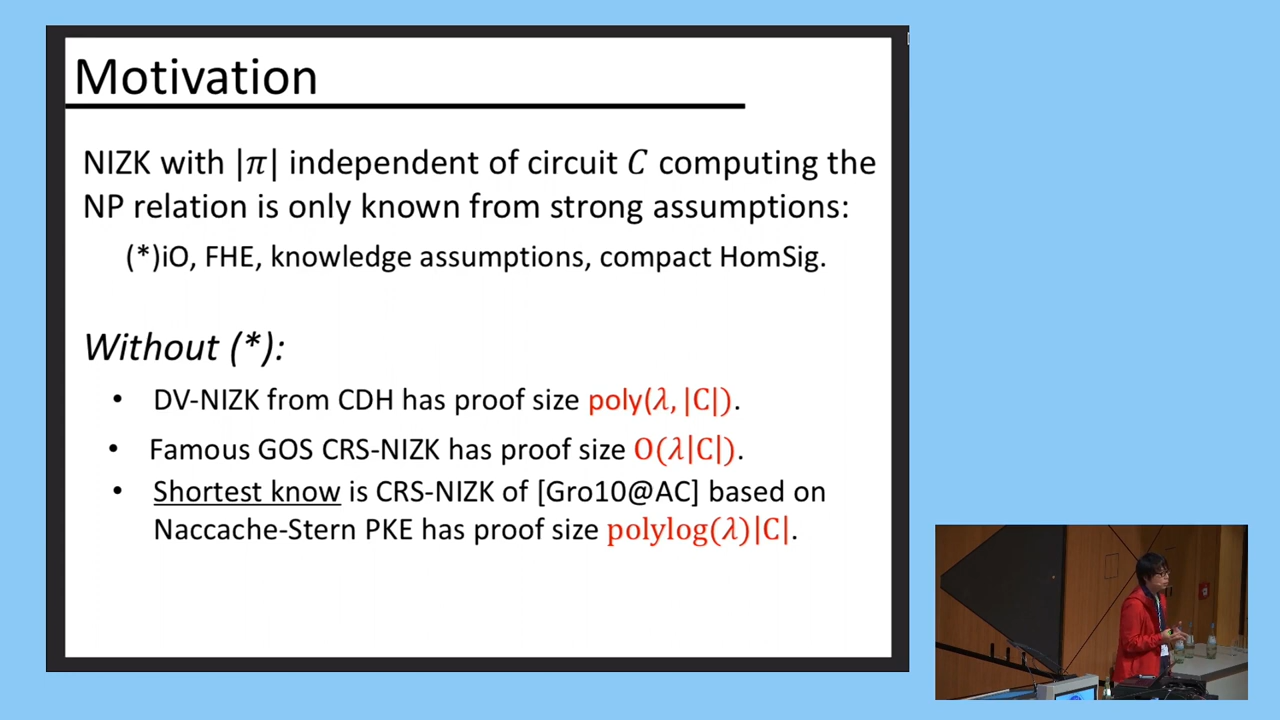 Motivation
NIZK with |π| independent of circuit C computing the
NP relation is only known from strong assumptions:
(*)iO, FHE, knowledge assumptions, compact HomSig.
Without (*):
• DV-NIZK from CDH has proof size poly(λ, |C|).
• Famous GOS CRS-NIZK has proof size O(λ|C|).
• Shortest know is CRS-NIZK of [Gro10@AC] based on
Naccache-Stern PKE has proof size polylog(λ)|C|.